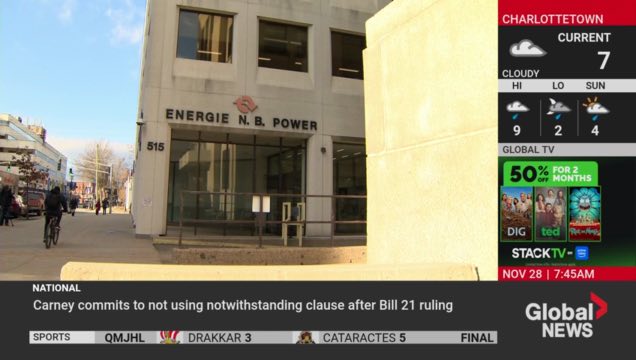 ENERGIE N.B. POWER
515
CHARLOTTETOWN
CURRENT
7
CLOUDY
HI LO SUN
9 2 4
GLOBAL TV
50% OFF FOR 2 MONTHS
DIG ted
STACKTV
NOV 28 | 7:45AM
NATIONAL
Carney commits to not using notwithstanding clause after Bill 21 ruling
Global
NEWS
SPORTS QMJHL DRAKKAR 3 CATARACTES 5 FINAL